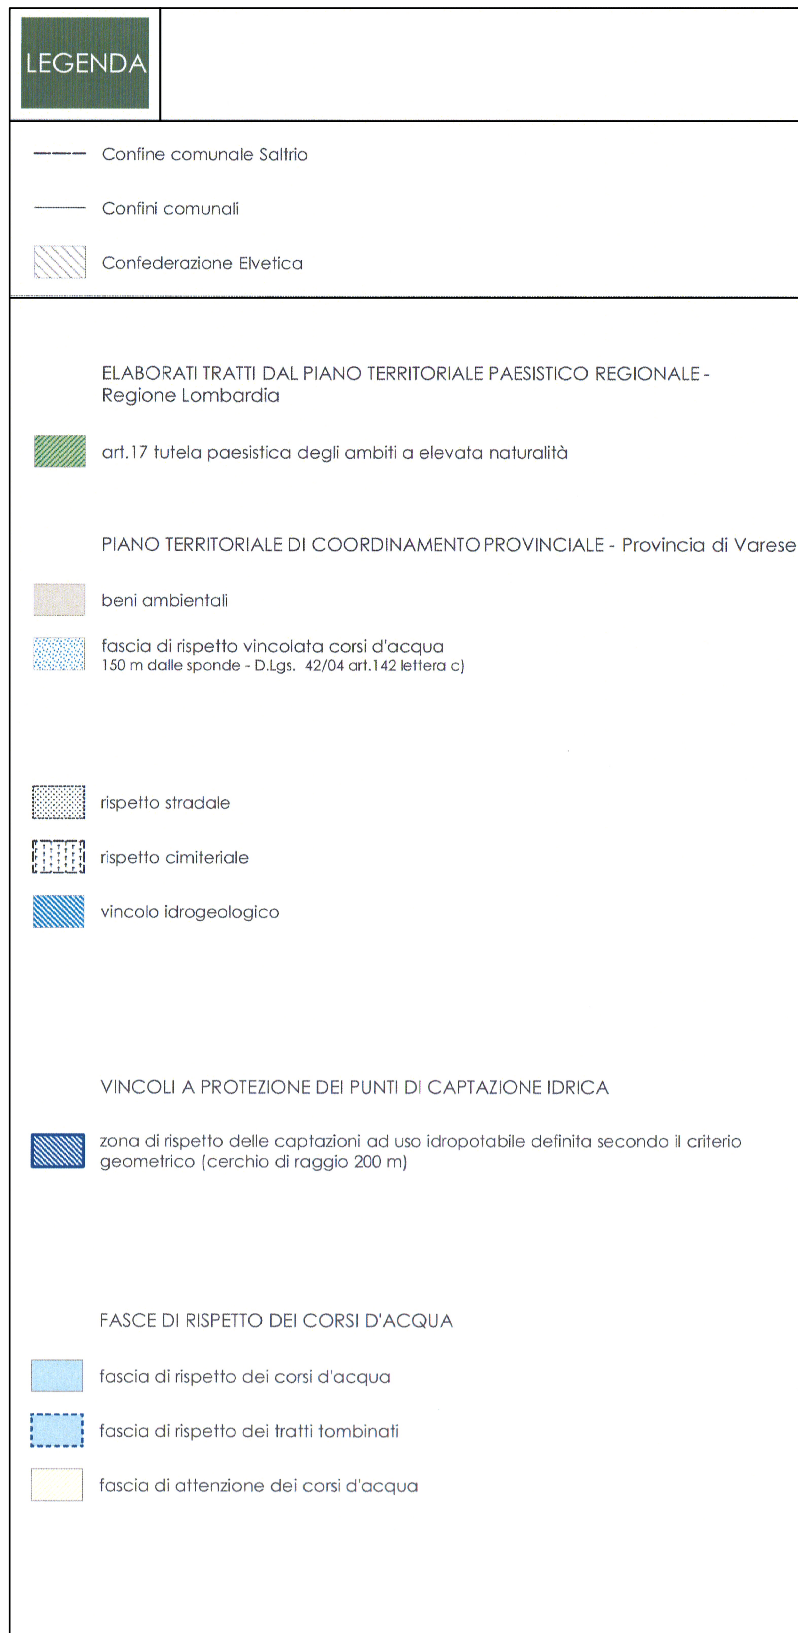 LEGENDA
Confine comunale Saltrio
Confini comunali
Confederazione Elvetica
ELABORATI TRATTI DAL PIANO TERRITORIALE PAESISTICO REGIONALE -
Regione Lombardia
art.17 tutela paesistica degli ambiti a elevata naturalità
PIANO TERRITORIALE DI COORDINAMENTO PROVINCIALE - Provincia di Varese
beni ambientali
fascia di rispetto vincolata corsi d'acqua
150 m dalle sponde - D.Lgs. 42/04 art.142 lettera c)
rispetto stradale
rispetto cimiteriale
vincolo idrogeologico
VINCOLI A PROTEZIONE DEI PUNTI DI CAPTAZIONE IDRICA
zona di rispetto delle captazioni ad uso idropotabile definita secondo il criterio
geometrico (cerchio di raggio 200 m)
FASCE DI RISPETTO DEI CORSI D'ACQUA
fascia di rispetto dei corsi d'acqua
fascia di rispetto dei tratti tombinati
fascia di attenzione dei corsi d'acqua